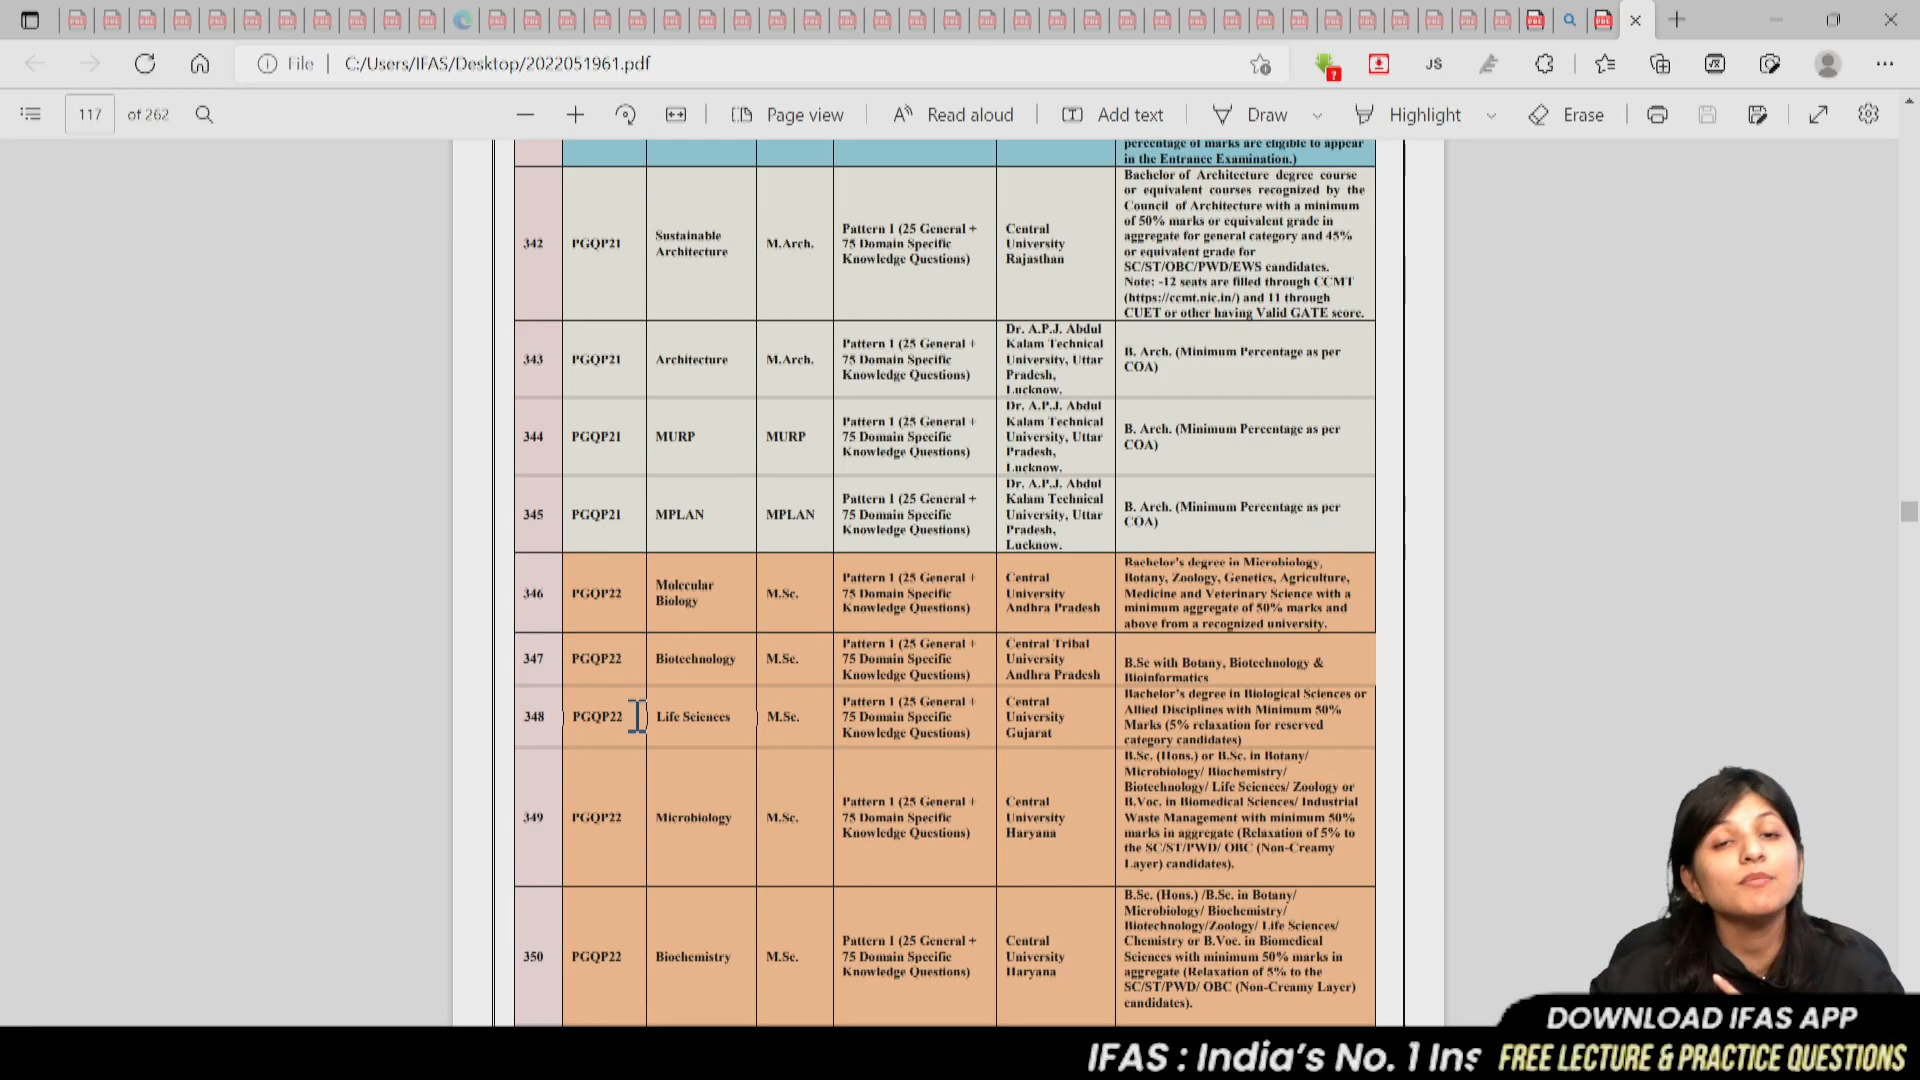 File
C:/Users/IFAS/Desktop/2022051961.pdf
JS
117 of 262
Page view
Read aloud
Add text
Draw
Highlight
Erase
percentage of marks are eligible to appear
in the Entrance Examination.)
342
PGQP21
Sustainable
Architecture
M.Arch.
Pattern 1 (25 General +
75 Domain Specific
Knowledge Questions)
Central
University
Rajasthan
Bachelor of Architecture degree course
or equivalent courses recognized by the
Council of Architecture with a minimum
of 50% marks or equivalent grade in
aggregate for general category and 45%
or equivalent grade for
SC/ST/OBC/PWD/EWS candidates.
Note: -12 seats are filled through CCMT
(https://ccmt.nic.in/) and 11 through
CUET or other having Valid GATE score.
343
PGQP21
Architecture
M.Arch.
Pattern 1 (25 General +
75 Domain Specific
Knowledge Questions)
Dr. A.P.J. Abdul
Kalam Technical
University, Uttar
Pradesh,
Lucknow.
B. Arch. (Minimum Percentage as per
COA)
344
PGQP21
MURP
MURP
Pattern 1 (25 General +
75 Domain Specific
Knowledge Questions)
Dr. A.P.J. Abdul
Kalam Technical
University, Uttar
Pradesh,
Lucknow.
B. Arch. (Minimum Percentage as per
COA)
345
PGQP21
MPLAN
MPLAN
Pattern 1 (25 General +
75 Domain Specific
Knowledge Questions)
Dr. A.P.J. Abdul
Kalam Technical
University, Uttar
Pradesh,
Lucknow.
B. Arch. (Minimum Percentage as per
COA)
346
PGQP22
Molecular
Biology
M.Sc.
Pattern 1 (25 General +
75 Domain Specific
Knowledge Questions)
Central
University
Andhra Pradesh
Bachelor's degree in Microbiology,
Botany, Zoology, Genetics, Agriculture,
Medicine and Veterinary Science with a
minimum aggregate of 50% marks and
above from a recognized university.
347
PGQP22
Biotechnology
M.Sc.
Pattern 1 (25 General +
75 Domain Specific
Knowledge Questions)
Central Tribal
University
Andhra Pradesh
B.Sc with Botany, Biotechnology &
Bioinformatics
348
PGQP22
Life Sciences
M.Sc.
Pattern 1 (25 General +
75 Domain Specific
Knowledge Questions)
Central
University
Gujarat
Bachelor's degree in Biological Sciences or
Allied Disciplines with Minimum 50%
Marks (5% relaxation for reserved
category candidates)
349
PGQP22
Microbiology
M.Sc.
Pattern 1 (25 General +
75 Domain Specific
Knowledge Questions)
Central
University
Haryana
B.Sc. (Hons.) or B.Sc. in Botany/
Microbiology/ Biochemistry/
Biotechnology/ Life Sciences/ Zoology or
B.Voc. in Biomedical Sciences/ Industrial
Waste Management with minimum 50%
marks in aggregate (Relaxation of 5% to
the SC/ST/PWD/ OBC (Non-Creamy
Layer) candidates).
350
PGQP22
Biochemistry
M.Sc.
Pattern 1 (25 General +
75 Domain Specific
Knowledge Questions)
Central
University
Haryana
B.Sc. (Hons.) /B.Sc. in Botany/
Microbiology/ Biochemistry/
Biotechnology/Zoology/ Life Sciences/
Chemistry or B.Voc. in Biomedical
Sciences with minimum 50% marks in
aggregate (Relaxation of 5% to the
SC/ST/PWD/ OBC (Non-Creamy Layer)
candidates).
DOWNLOAD IFAS APP
IFAS : India's No. 1 Ins
FREE LECTURE & PRACTICE QUESTIONS